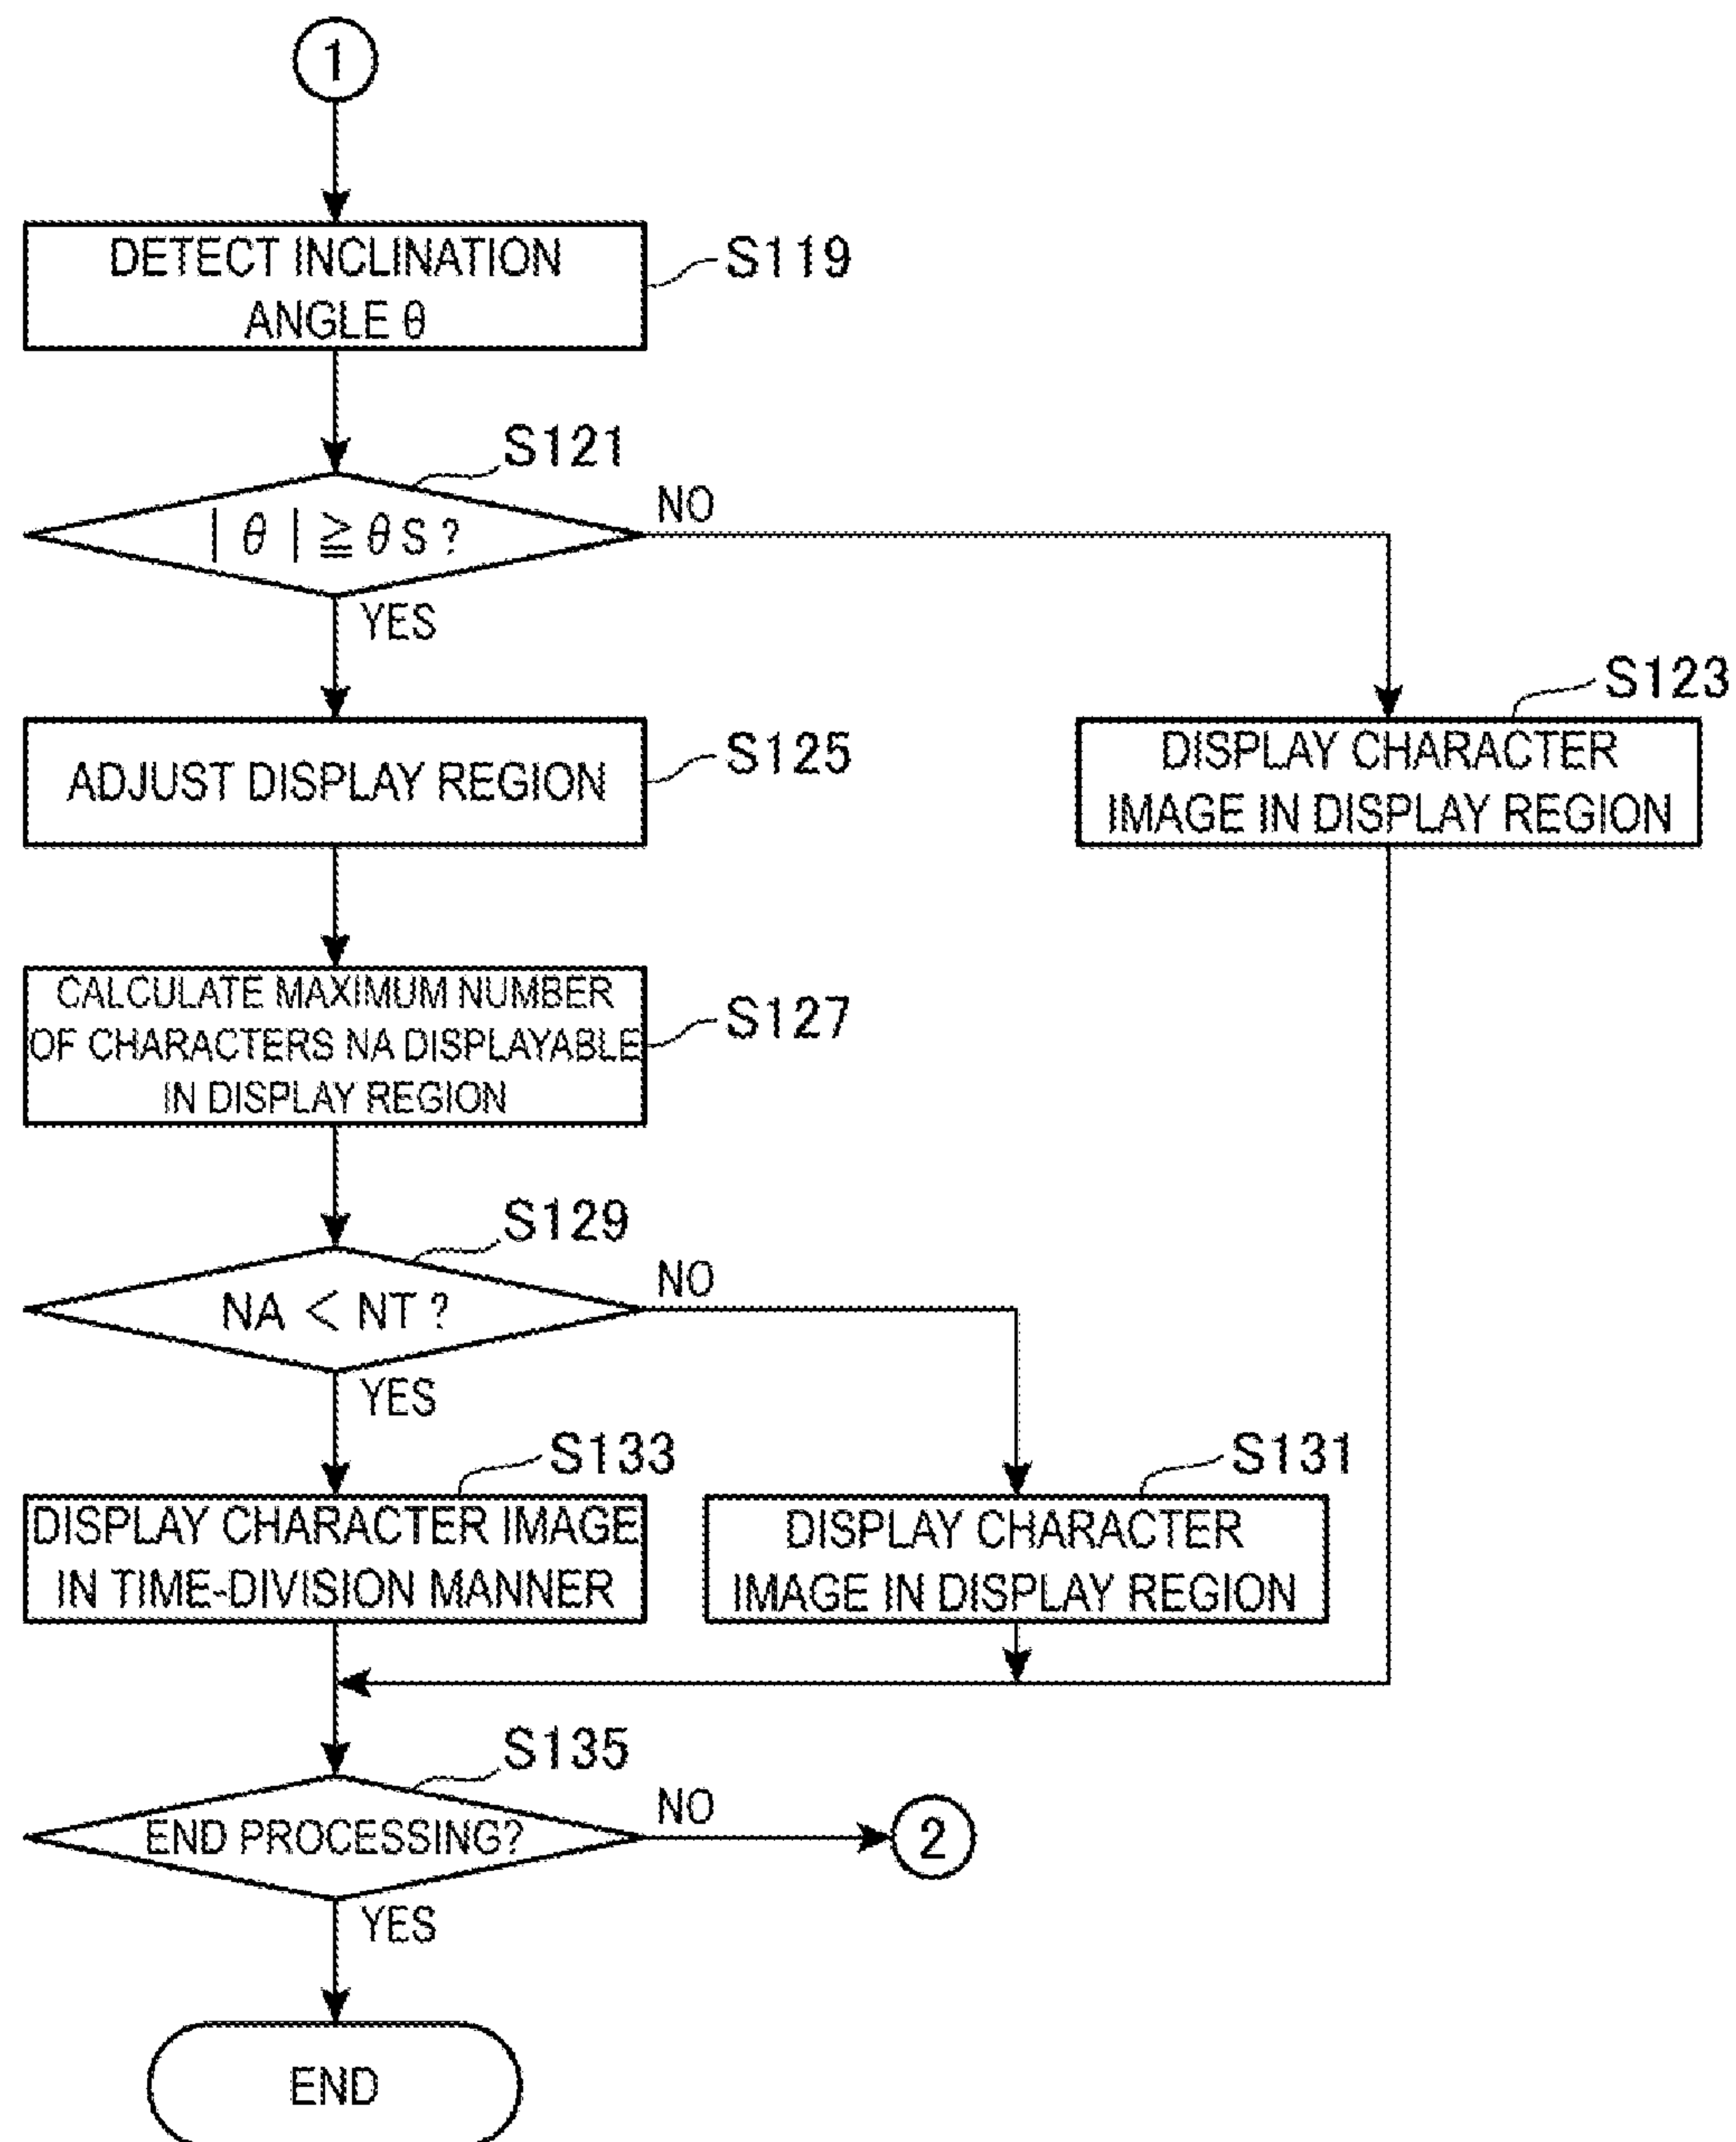 1
DETECT INCLINATION
ANGLE θ
S119
S121
| θ | ≧ θS?
NO
YES
S123
DISPLAY CHARACTER
IMAGE IN DISPLAY REGION
ADJUST DISPLAY REGION
S125
CALCULATE MAXIMUM NUMBER
OF CHARACTERS NA DISPLAYABLE
IN DISPLAY REGION
S127
S129
NA < NT?
NO
YES
S133
DISPLAY CHARACTER IMAGE
IN TIME-DIVISION MANNER
S131
DISPLAY CHARACTER
IMAGE IN DISPLAY REGION
S135
END PROCESSING?
NO
2
YES
END